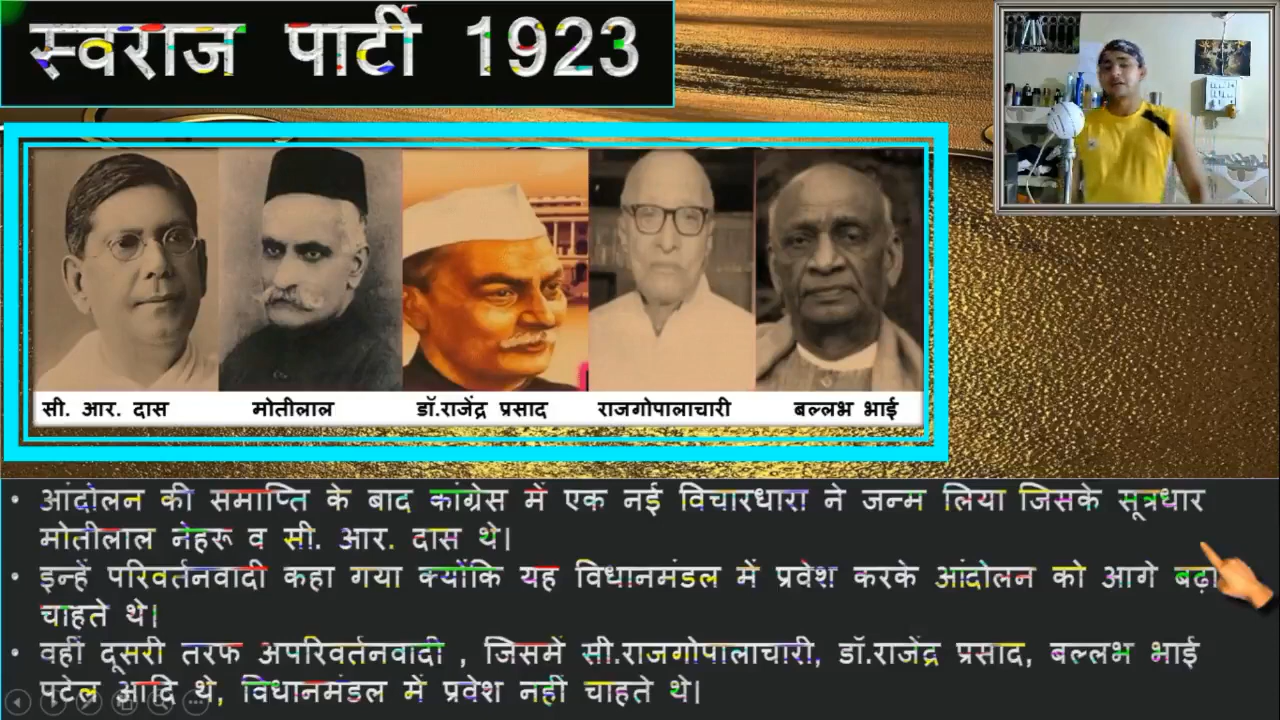 स्वराज पार्टी 1923
सी. आर. दास मोतीलाल डॉ.राजेंद्र प्रसाद राजगोपालाचारी बल्लभ भाई
• आंदोलन की समाप्ति के बाद कांग्रेस में एक नई विचारधारा ने जन्म लिया जिसके सूत्रधार
मोतीलाल नेहरू व सी. आर. दास थे।
• इन्हें परिवर्तनवादी कहा गया क्योंकि यह विधानमंडल में प्रवेश करके आंदोलन को आगे बढ़ा
चाहते थे।
• वहीं दूसरी तरफ अपरिवर्तनवादी , जिसमें सी.राजगोपालाचारी, डॉ.राजेंद्र प्रसाद, बल्लभ भाई
पटेल आदि थे, विधानमंडल में प्रवेश नहीं चाहते थे।